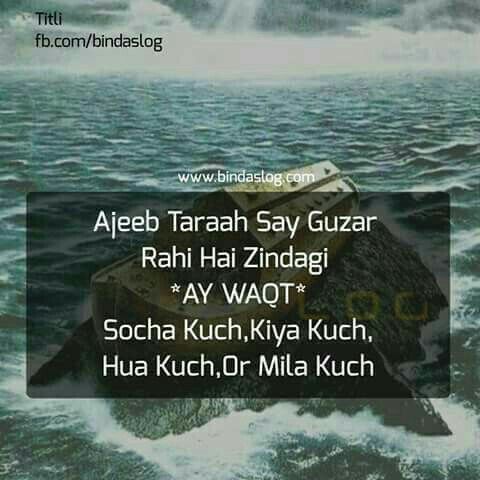 Titli
fb.com/bindaslog
www.bindaslog.com
Ajeeb Taraah Say Guzar
Rahi Hai Zindagi
*AY WAQT*
Socha Kuch,Kiya Kuch,
Hua Kuch,Or Mila Kuch